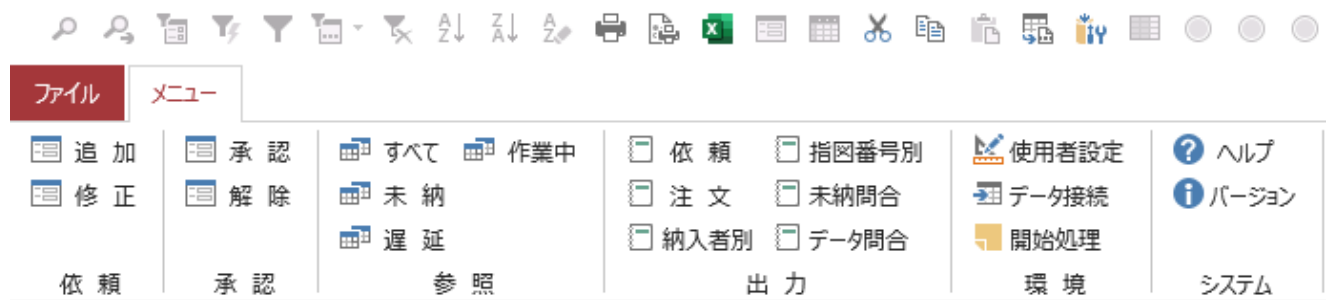 ファイル メニュー
追 加 承 認 すべて 作業中 依 頼 指図番号別 使用者設定 ヘルプ
修 正 解 除 未 納 注 文 未納問合 データ接続 バージョン
遅 延 納入者別 データ問合 開始処理
依 頼 承 認 参 照 出 力 環 境 システム